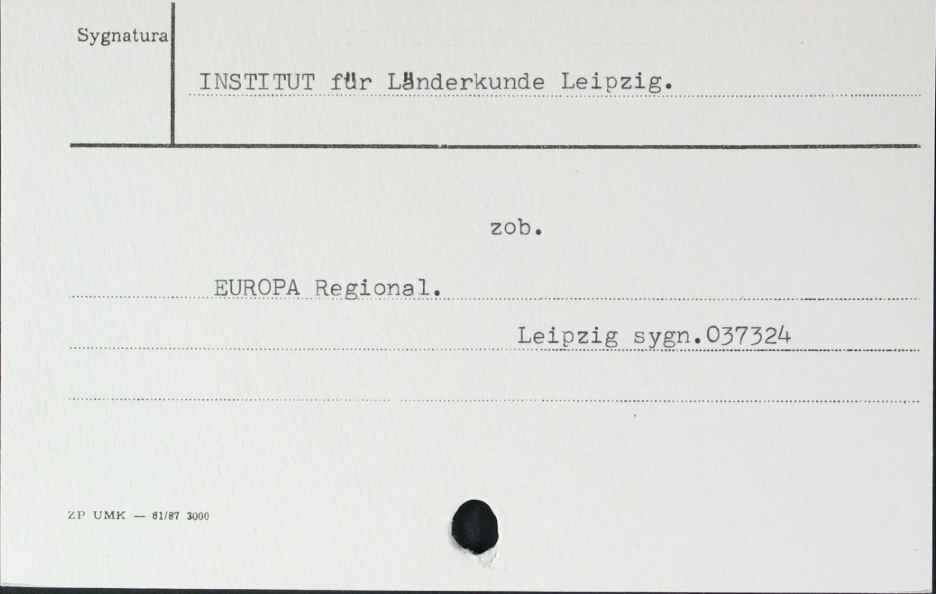 Sygnatura
INSTITUT für Länderkunde Leipzig.
zob.
EUROPA Regional.
Leipzig sygn.037324
ZP UMK — 81/87 3000